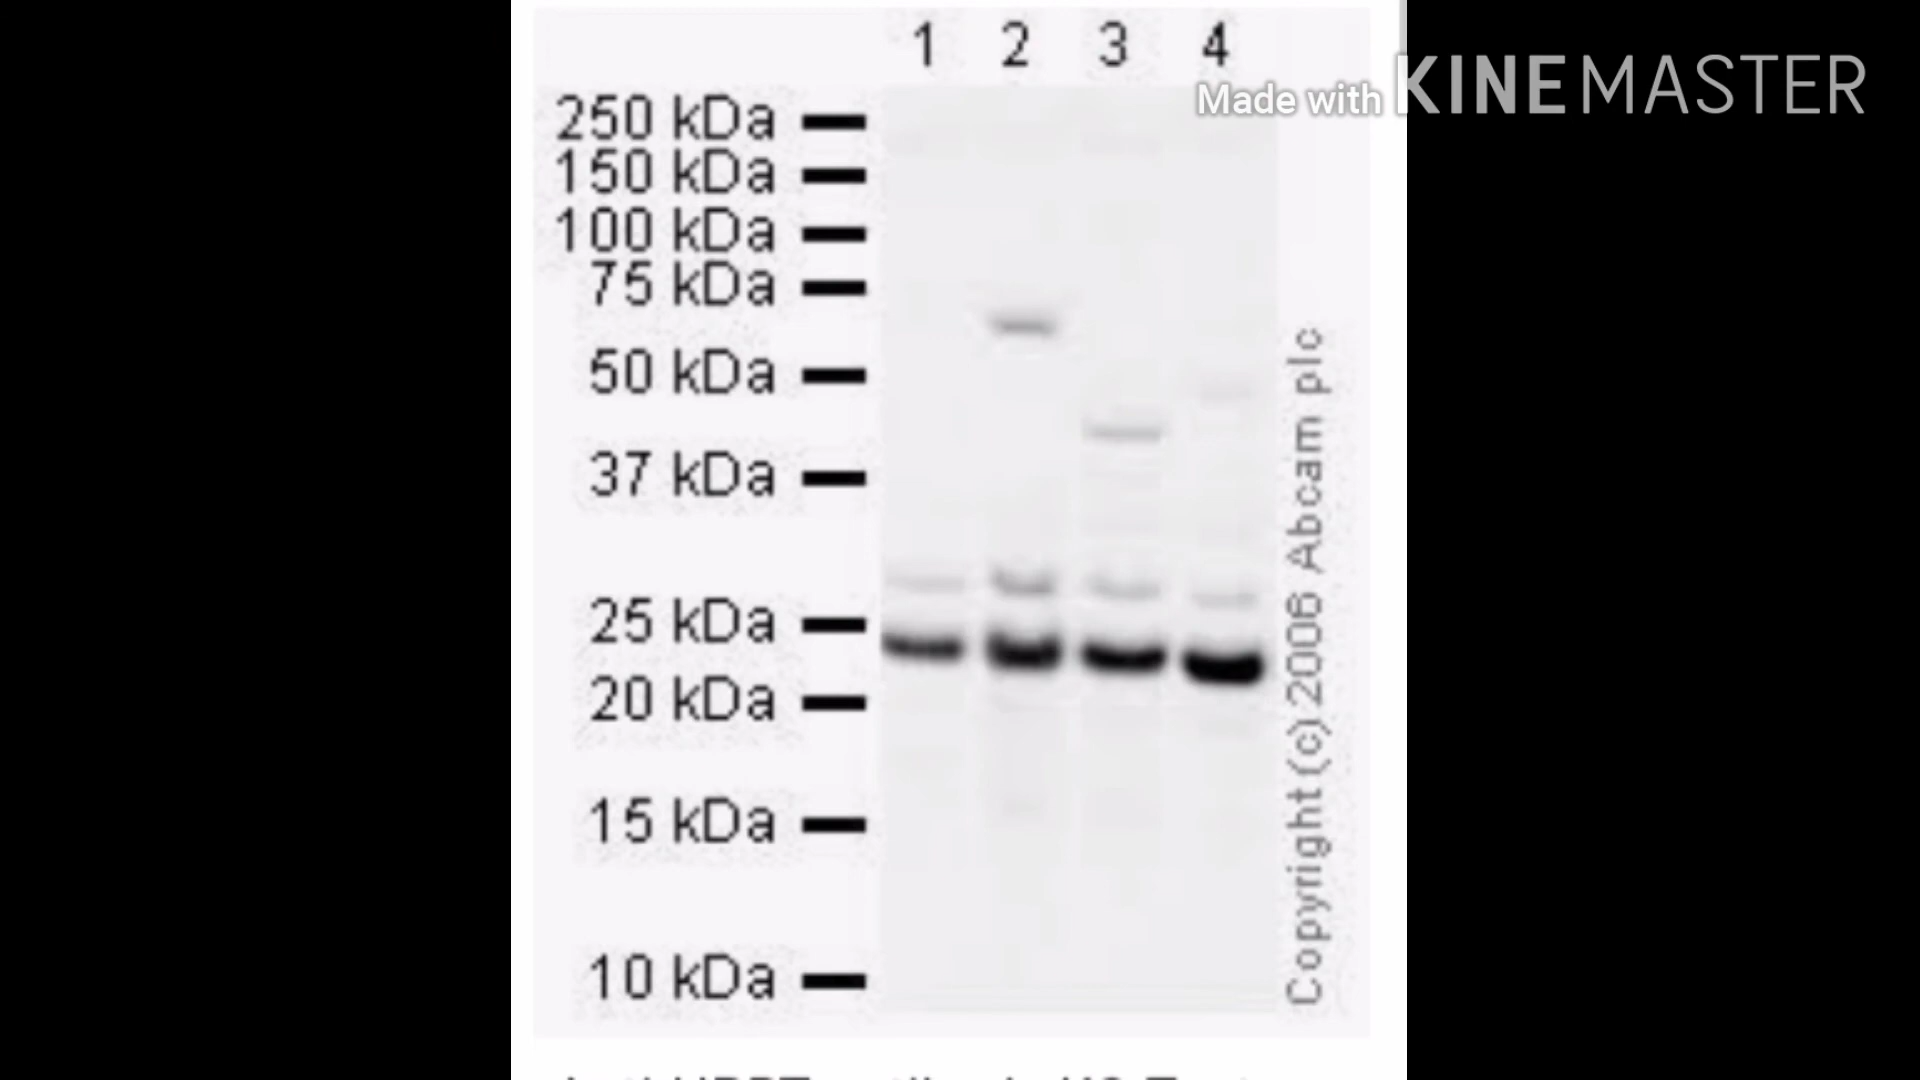 1 2 3 4
Made with KINEMASTER
250 kDa
150 kDa
100 kDa
75 kDa
50 kDa
37 kDa
25 kDa
20 kDa
15 kDa
10 kDa
Copyright (c) 2006 Abcam plc